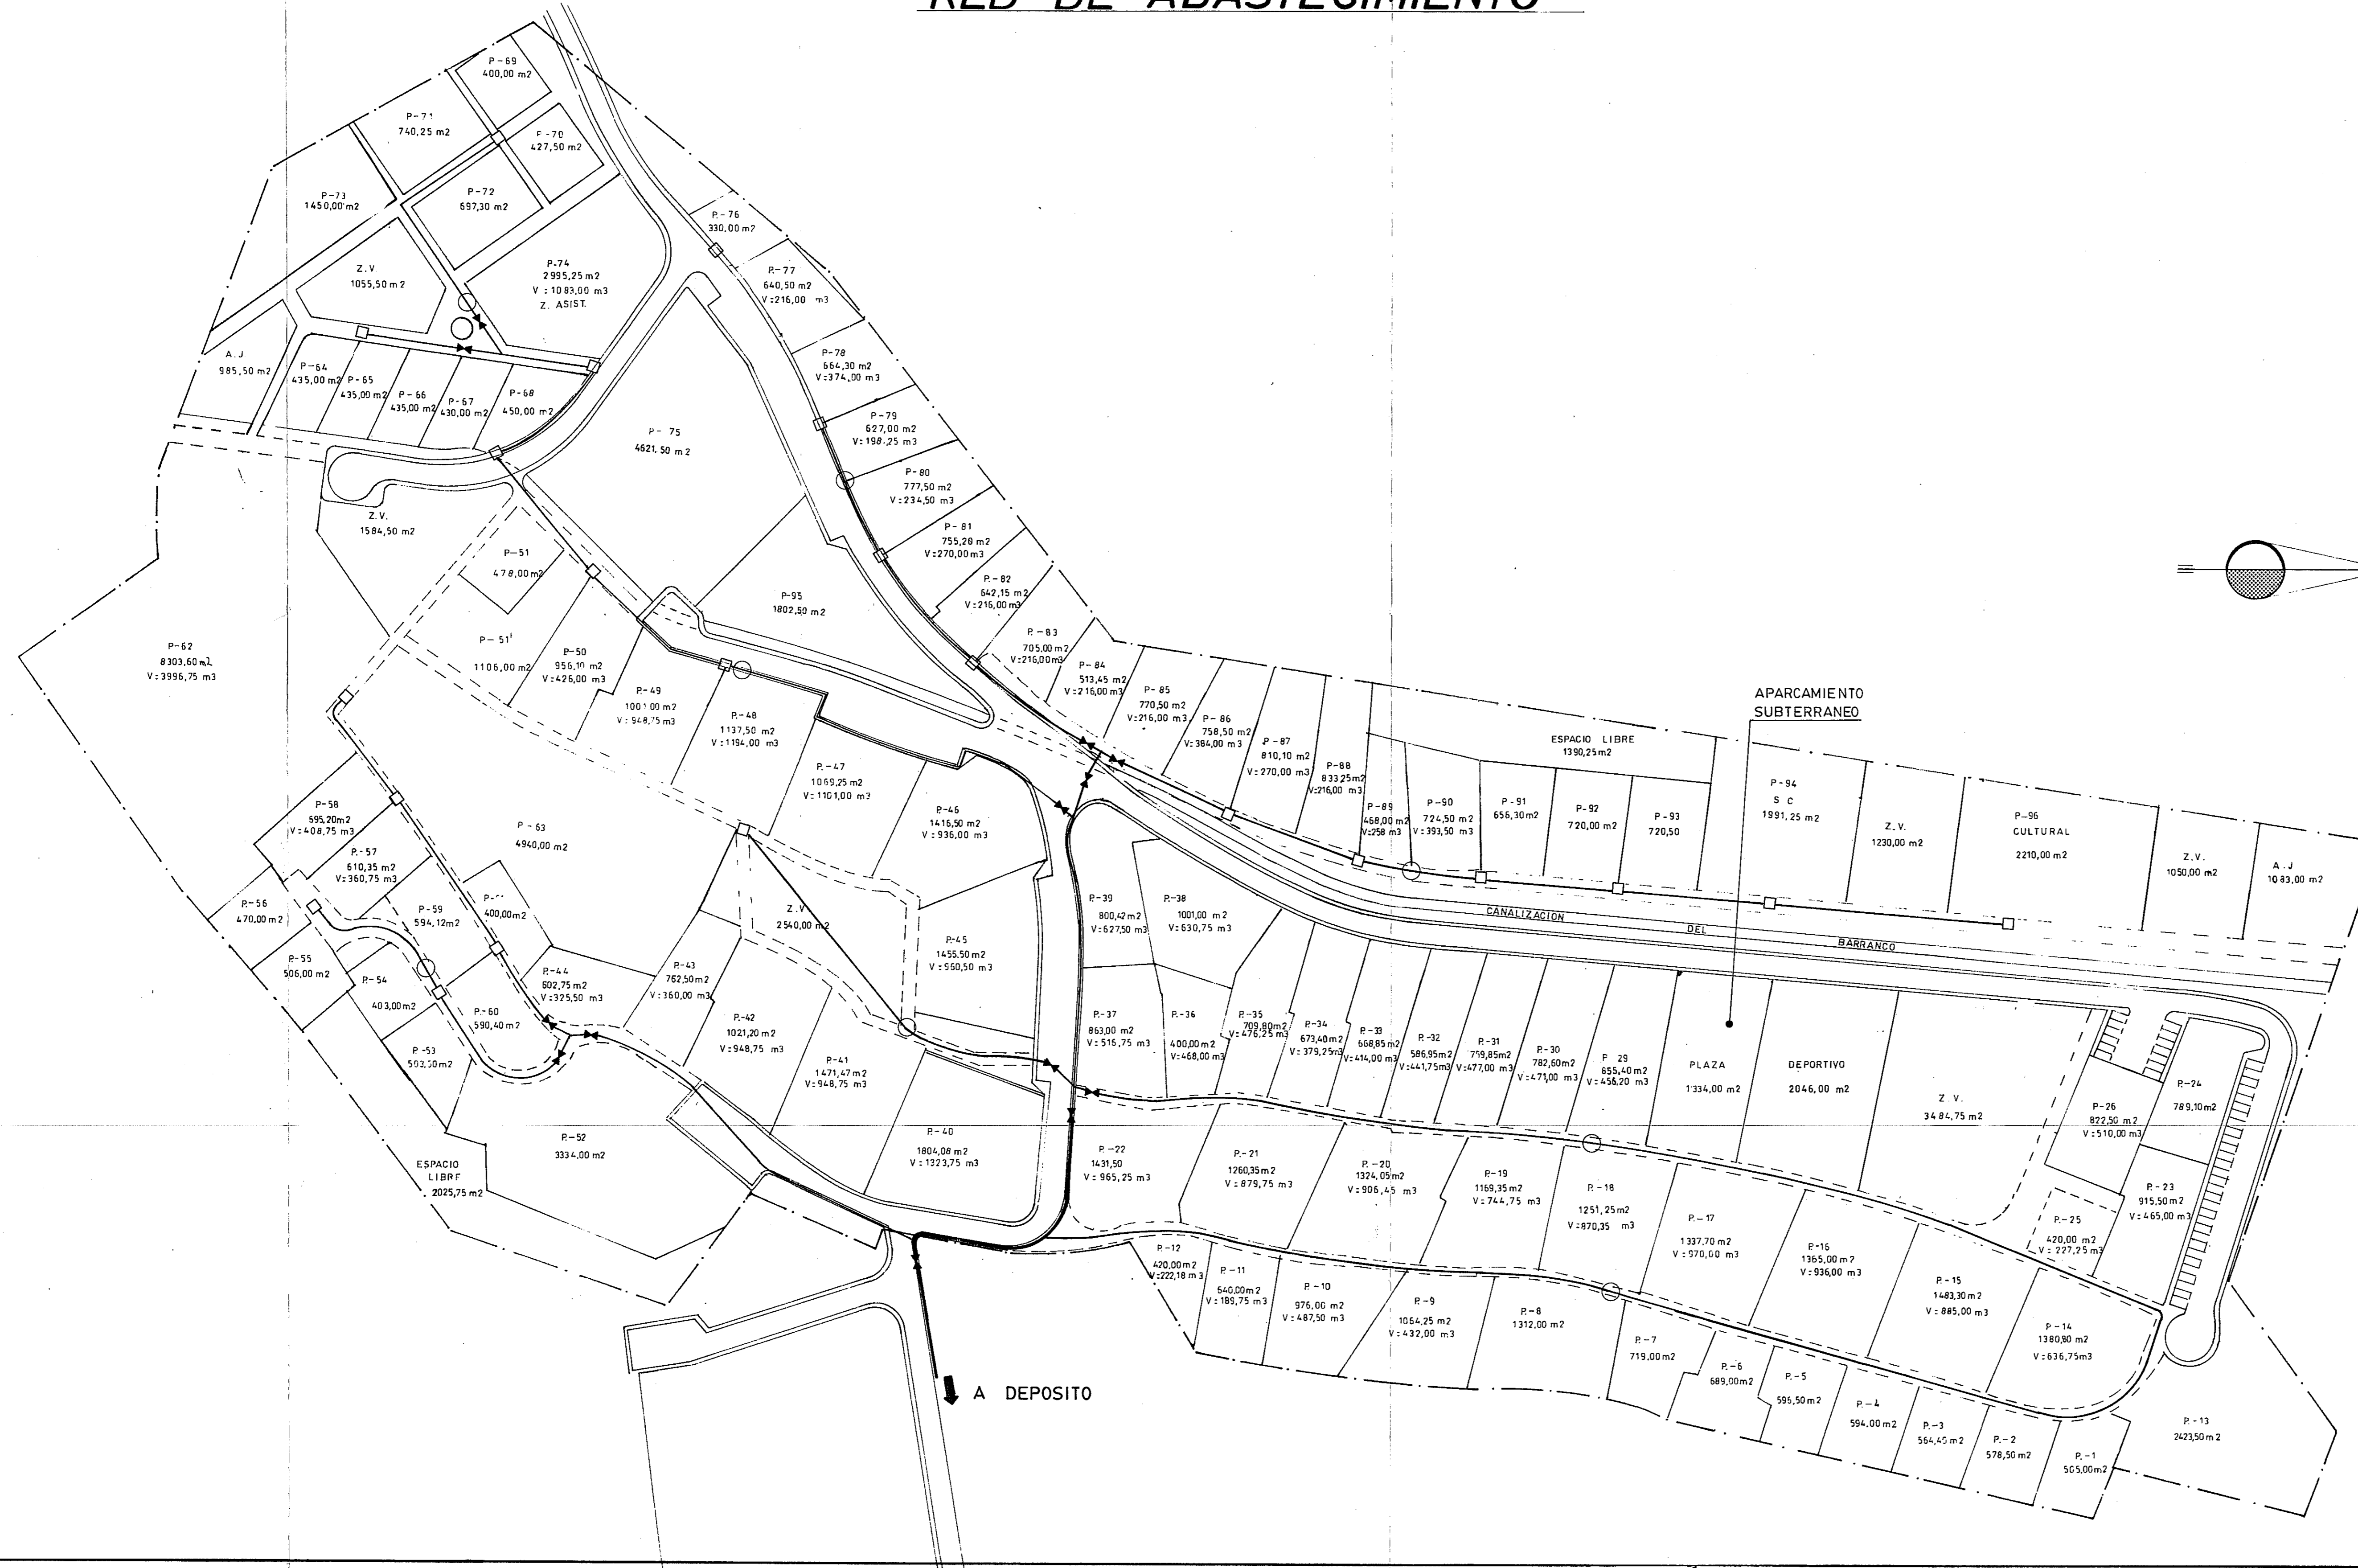 RED DE ABASTECIMIENTO
P-69
400,00 m2
P-71
740,25 m2
P-70
427,50 m2
P-73
1450,00 m2
P-72
697,30 m2
P-76
330,00 m2
Z.V.
1055,50 m2
P-74
2995,25 m2
V : 1083,00 m3
Z. ASIST.
P-77
640,50 m2
V:216,00 m3
A.J
985,50 m2
P-64
435,00 m2
P-65
435,00 m2
P-66
435,00 m2
P-67
430,00 m2
P-68
450,00 m2
P-78
664,30 m2
V:374,00 m3
P-79
627,00 m2
V:198,25 m3
P-75
4621,50 m2
P-80
777,50 m2
V:234,50 m3
Z.V.
1584,50 m2
P-81
755,20 m2
V:270,00 m3
P-51
478,00 m2
P-82
642,15 m2
V:216,00 m3
P-95
1802,50 m2
P-62
8303,60 m2
V:3996,75 m3
P-51'
1106,00 m2
P-50
956,10 m2
V:426,00 m3
P-83
705,00 m2
V:216,00 m3
P-84
513,45 m2
V:216,00 m3
P-49
1001,00 m2
V:948,75 m3
P-85
770,50 m2
V:216,00 m3
P-48
1137,50 m2
V:1194,00 m3
P-86
758,50 m2
V:384,00 m3
APARCAMIENTO
SUBTERRANEO
P-87
810,10 m2
V:270,00 m3
ESPACIO LIBRE
1390,25 m2
P-47
1069,25 m2
V:1101,00 m3
P-88
833,25 m2
V:216,00 m3
P-94
S C
1991,25 m2
P-58
595,20 m2
V:408,75 m3
P-63
4940,00 m2
P-46
1416,50 m2
V:936,00 m3
P-89
468,00 m2
V:258 m3
P-90
724,50 m2
V:393,50 m3
P-91
656,30 m2
P-92
720,00 m2
P-93
720,50
Z.V.
1230,00 m2
P-96
CULTURAL
2210,00 m2
Z.V.
1050,00 m2
A.J
1083,00 m2
P-57
610,35 m2
V:360,75 m3
P-56
470,00 m2
P-59
594,12 m2
400,00 m2
Z.V.
2540,00 m2
P-39
800,42 m2
V:627,50 m3
P-38
1001,00 m2
V:630,75 m3
CANALIZACION DEL BARRANCO
P-45
1455,50 m2
V:960,50 m3
P-55
506,00 m2
P-54
403,00 m2
P-44
602,75 m2
V:325,50 m3
P-43
762,50 m2
V:360,00 m3
P-60
590,40 m2
P-42
1021,20 m2
V:948,75 m3
P-37
863,00 m2
V:515,75 m3
P-36
400,00 m2
V:468,00 m3
P-35
709,80 m2
V:476,25 m3
P-34
673,40 m2
V:379,25 m3
P-33
668,85 m2
V:414,00 m3
P-32
586,95 m2
V:441,75 m3
P-31
759,85 m2
V:477,00 m3
P-30
782,60 m2
V:471,00 m3
P 29
655,40 m2
V:456,20 m3
PLAZA
1334,00 m2
DEPORTIVO
2046,00 m2
Z.V.
3484,75 m2
P-24
789,10 m2
P-26
822,50 m2
V:510,00 m3
P-53
503,50 m2
P-41
1471,47 m2
V:948,75 m3
P-52
3334,00 m2
P-40
1804,08 m2
V:1323,75 m3
P-22
1431,50
V:965,25 m3
P-21
1260,35 m2
V:879,75 m3
P-20
1324,05 m2
V:906,45 m3
P-19
1169,35 m2
V:744,75 m3
P-18
1251,25 m2
V:870,35 m3
P-23
915,50 m2
V:465,00 m3
ESPACIO
LIBRE
2025,75 m2
P-17
1337,70 m2
V:970,00 m3
P-25
420,00 m2
V:227,25 m3
P-12
420,00 m2
V:222,18 m3
P-11
540,00 m2
V:189,75 m3
P-16
1365,00 m2
V:936,00 m3
P-10
976,00 m2
V:487,50 m3
P-15
1483,30 m2
V:885,00 m3
P-9
1064,25 m2
V:432,00 m3
P-8
1312,00 m2
P-14
1380,80 m2
V:636,75 m3
P-7
719,00 m2
P-6
689,00 m2
P-5
596,50 m2
A DEPOSITO
P-4
594,00 m2
P-3
564,45 m2
P-2
578,50 m2
P-1
505,00 m2
P-13
2423,50 m2